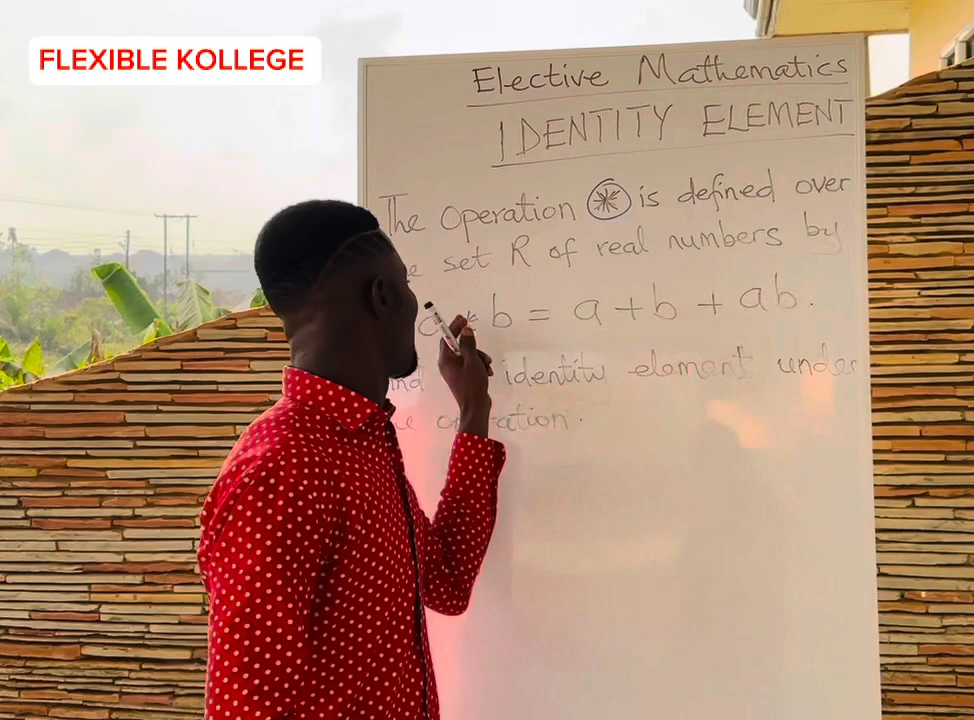 FLEXIBLE KOLLEGE
Elective Mathematics
IDENTITY ELEMENT
The Operation * is defined over
set R of real numbers by
a * b = a + b + ab.
identity element under